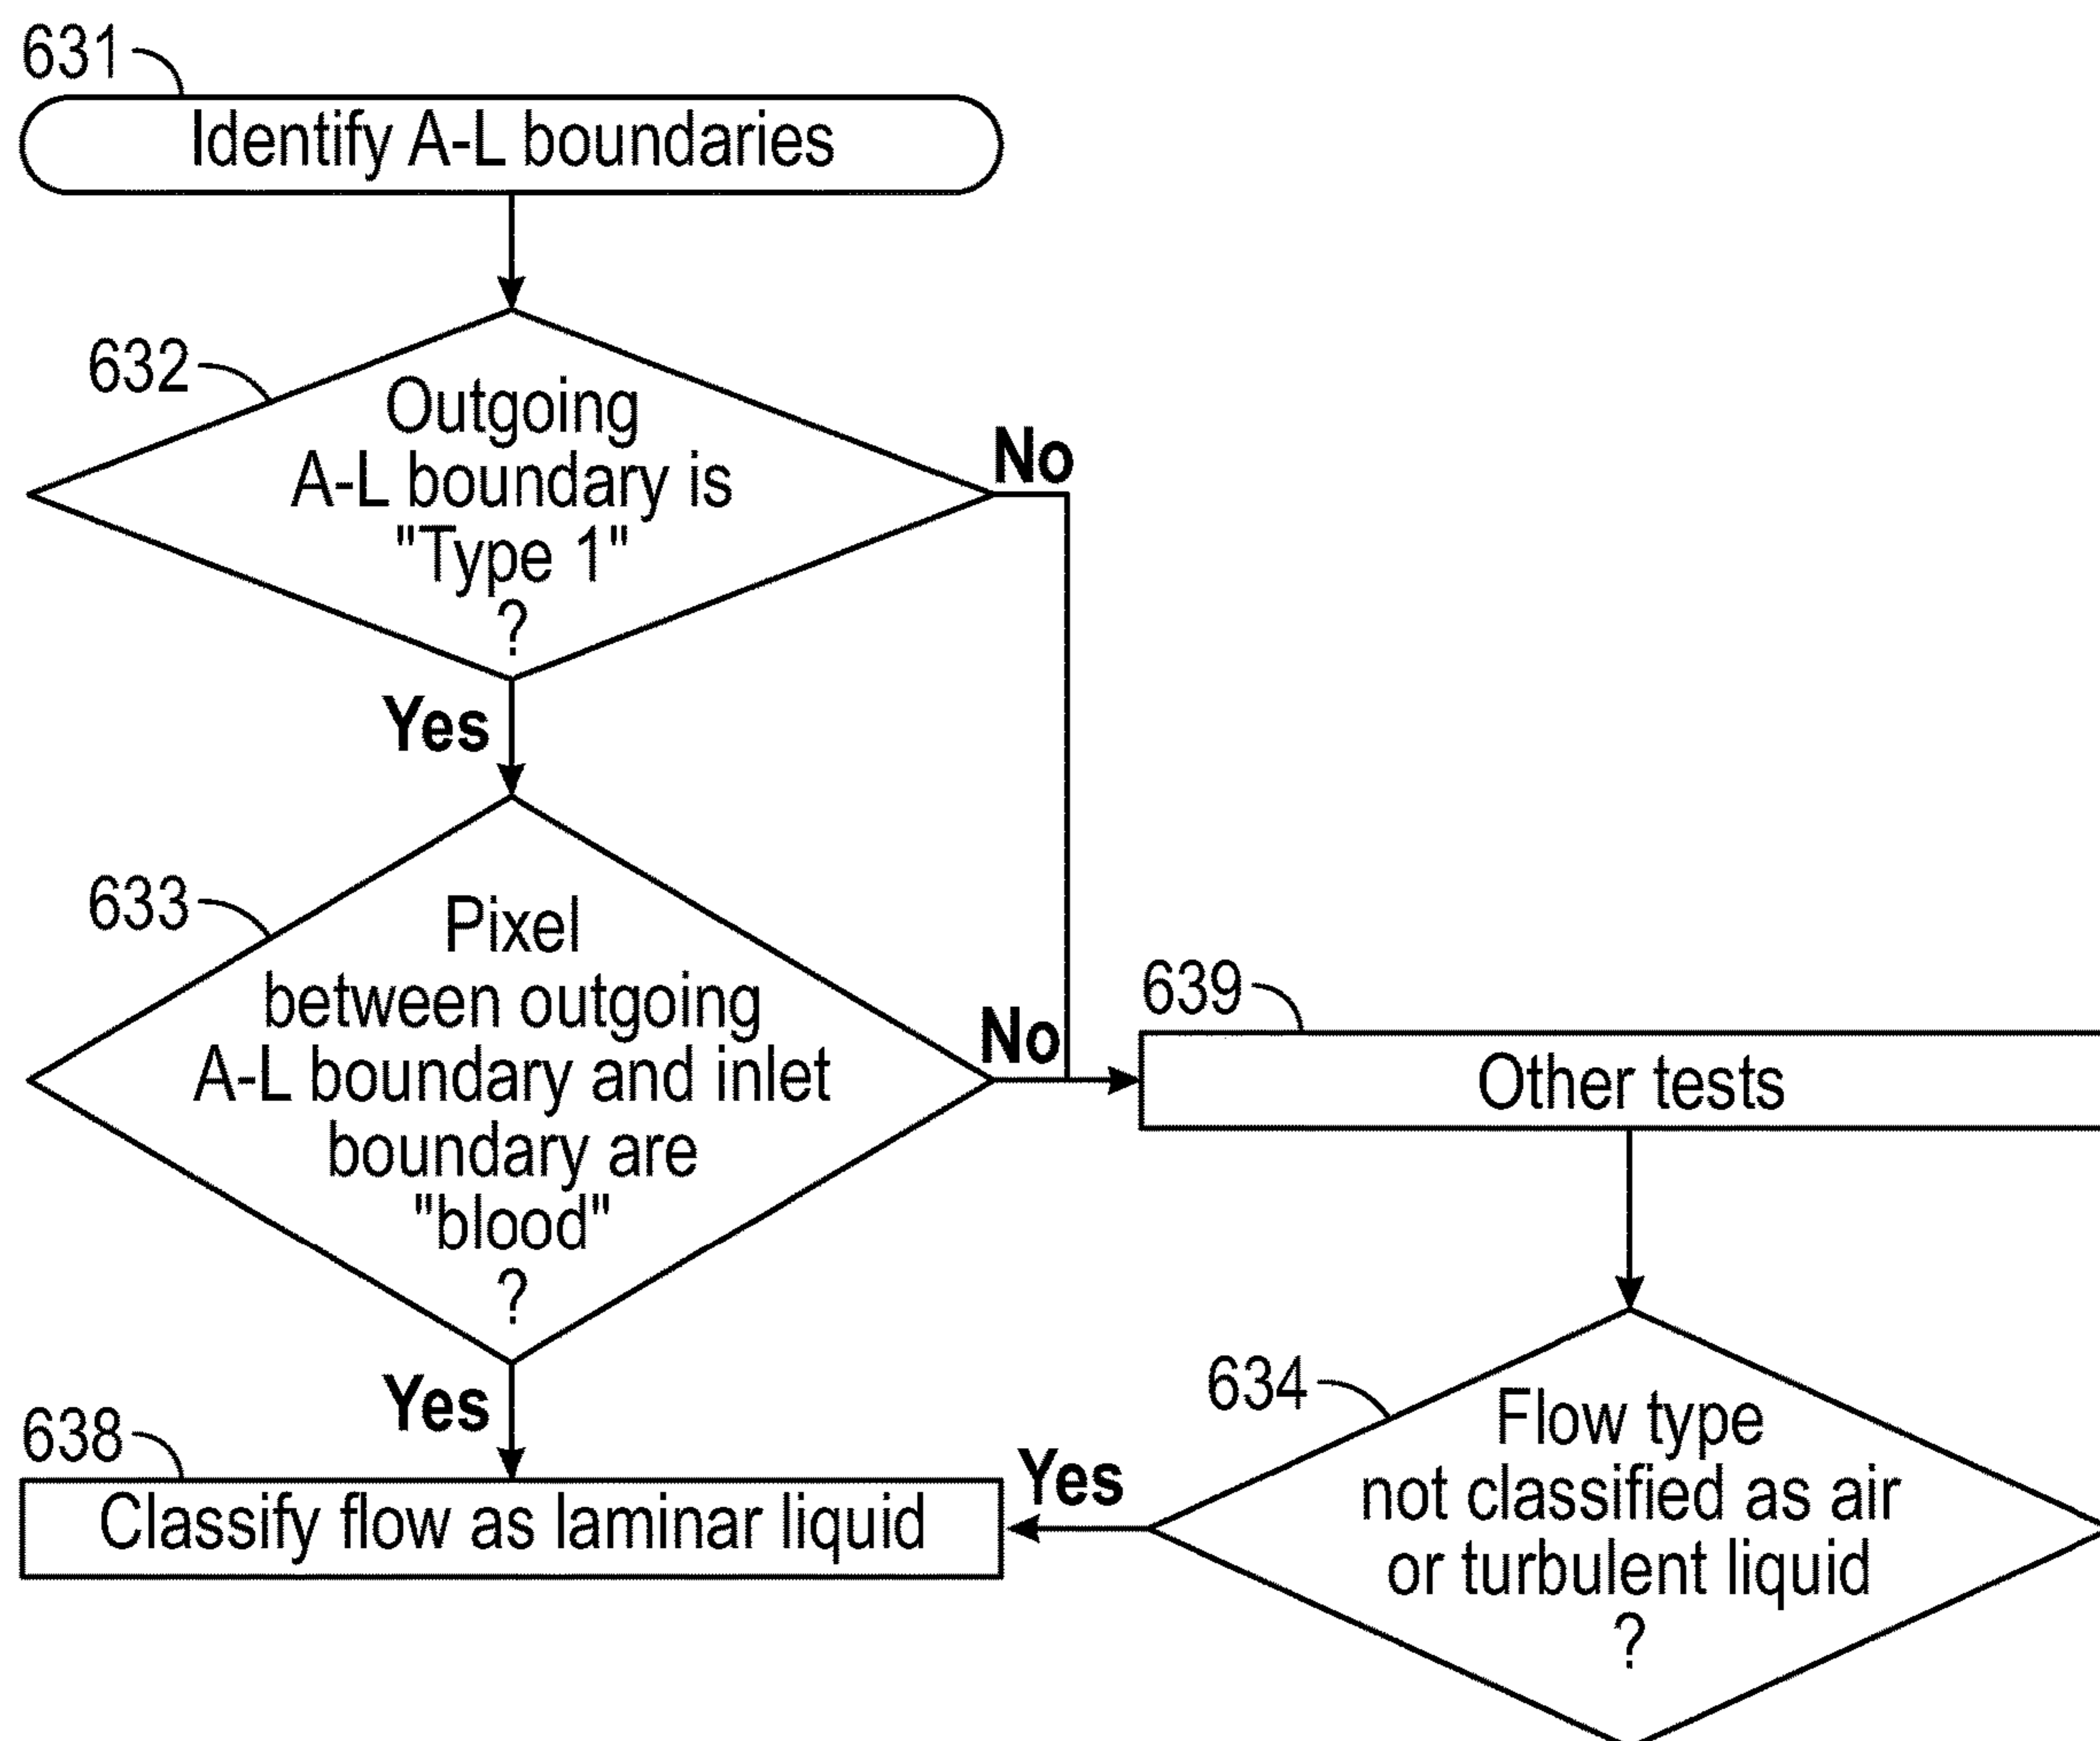 631
Identify A-L boundaries
632
Outgoing
A-L boundary is
"Type 1"
?
No
Yes
633
Pixel
between outgoing
A-L boundary and inlet
boundary are
"blood"
?
No
639
Other tests
Yes
638
Classify flow as laminar liquid
Yes
634
Flow type
not classified as air
or turbulent liquid
?